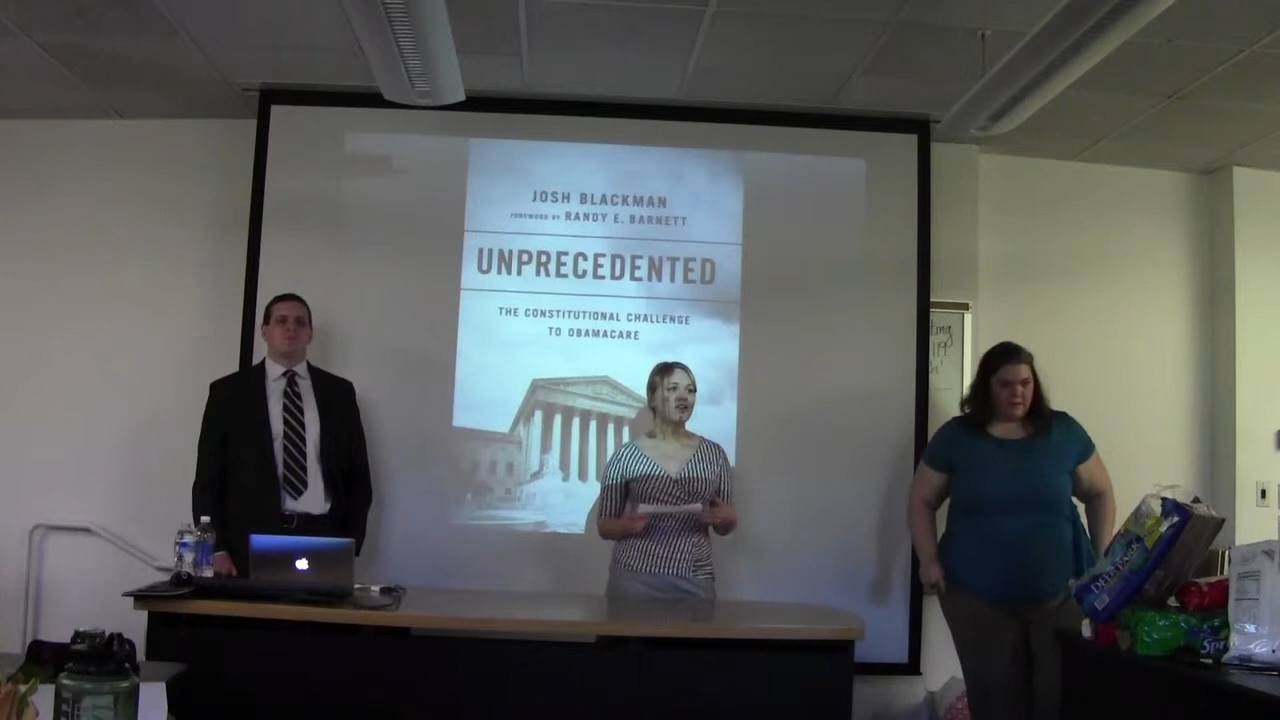 JOSH BLACKMAN
FOREWORD BY RANDY E. BARNETT
UNPRECEDENTED
THE CONSTITUTIONAL CHALLENGE
TO OBAMACARE